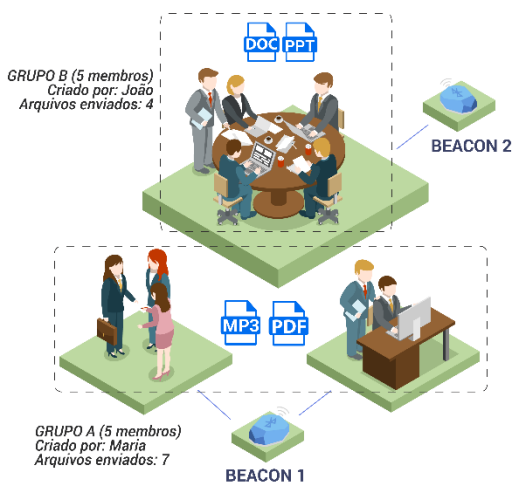 DOC PPT
GRUPO B (5 membros)
Criado por: João
Arquivos enviados: 4
BEACON 2
MP3 PDF
GRUPO A (5 membros)
Criado por: Maria
Arquivos enviados: 7
BEACON 1